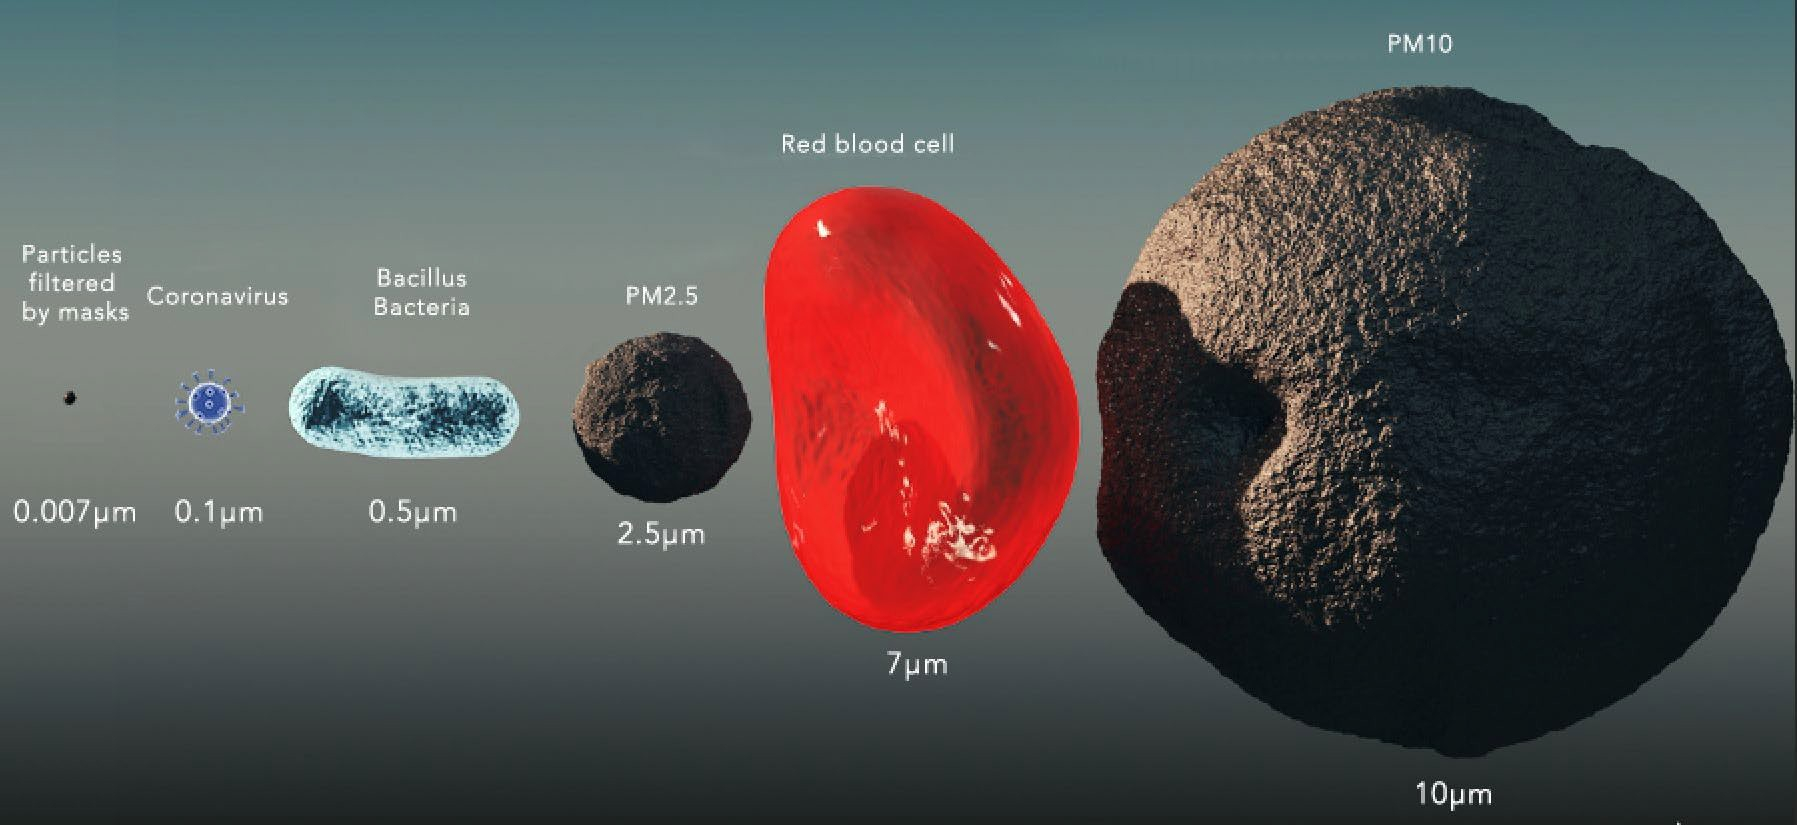 PM10
Red blood cell
Particles
filtered
by masks
Coronavirus
Bacillus
Bacteria
PM2.5
0.007µm
0.1µm
0.5µm
2.5µm
7µm
10µm